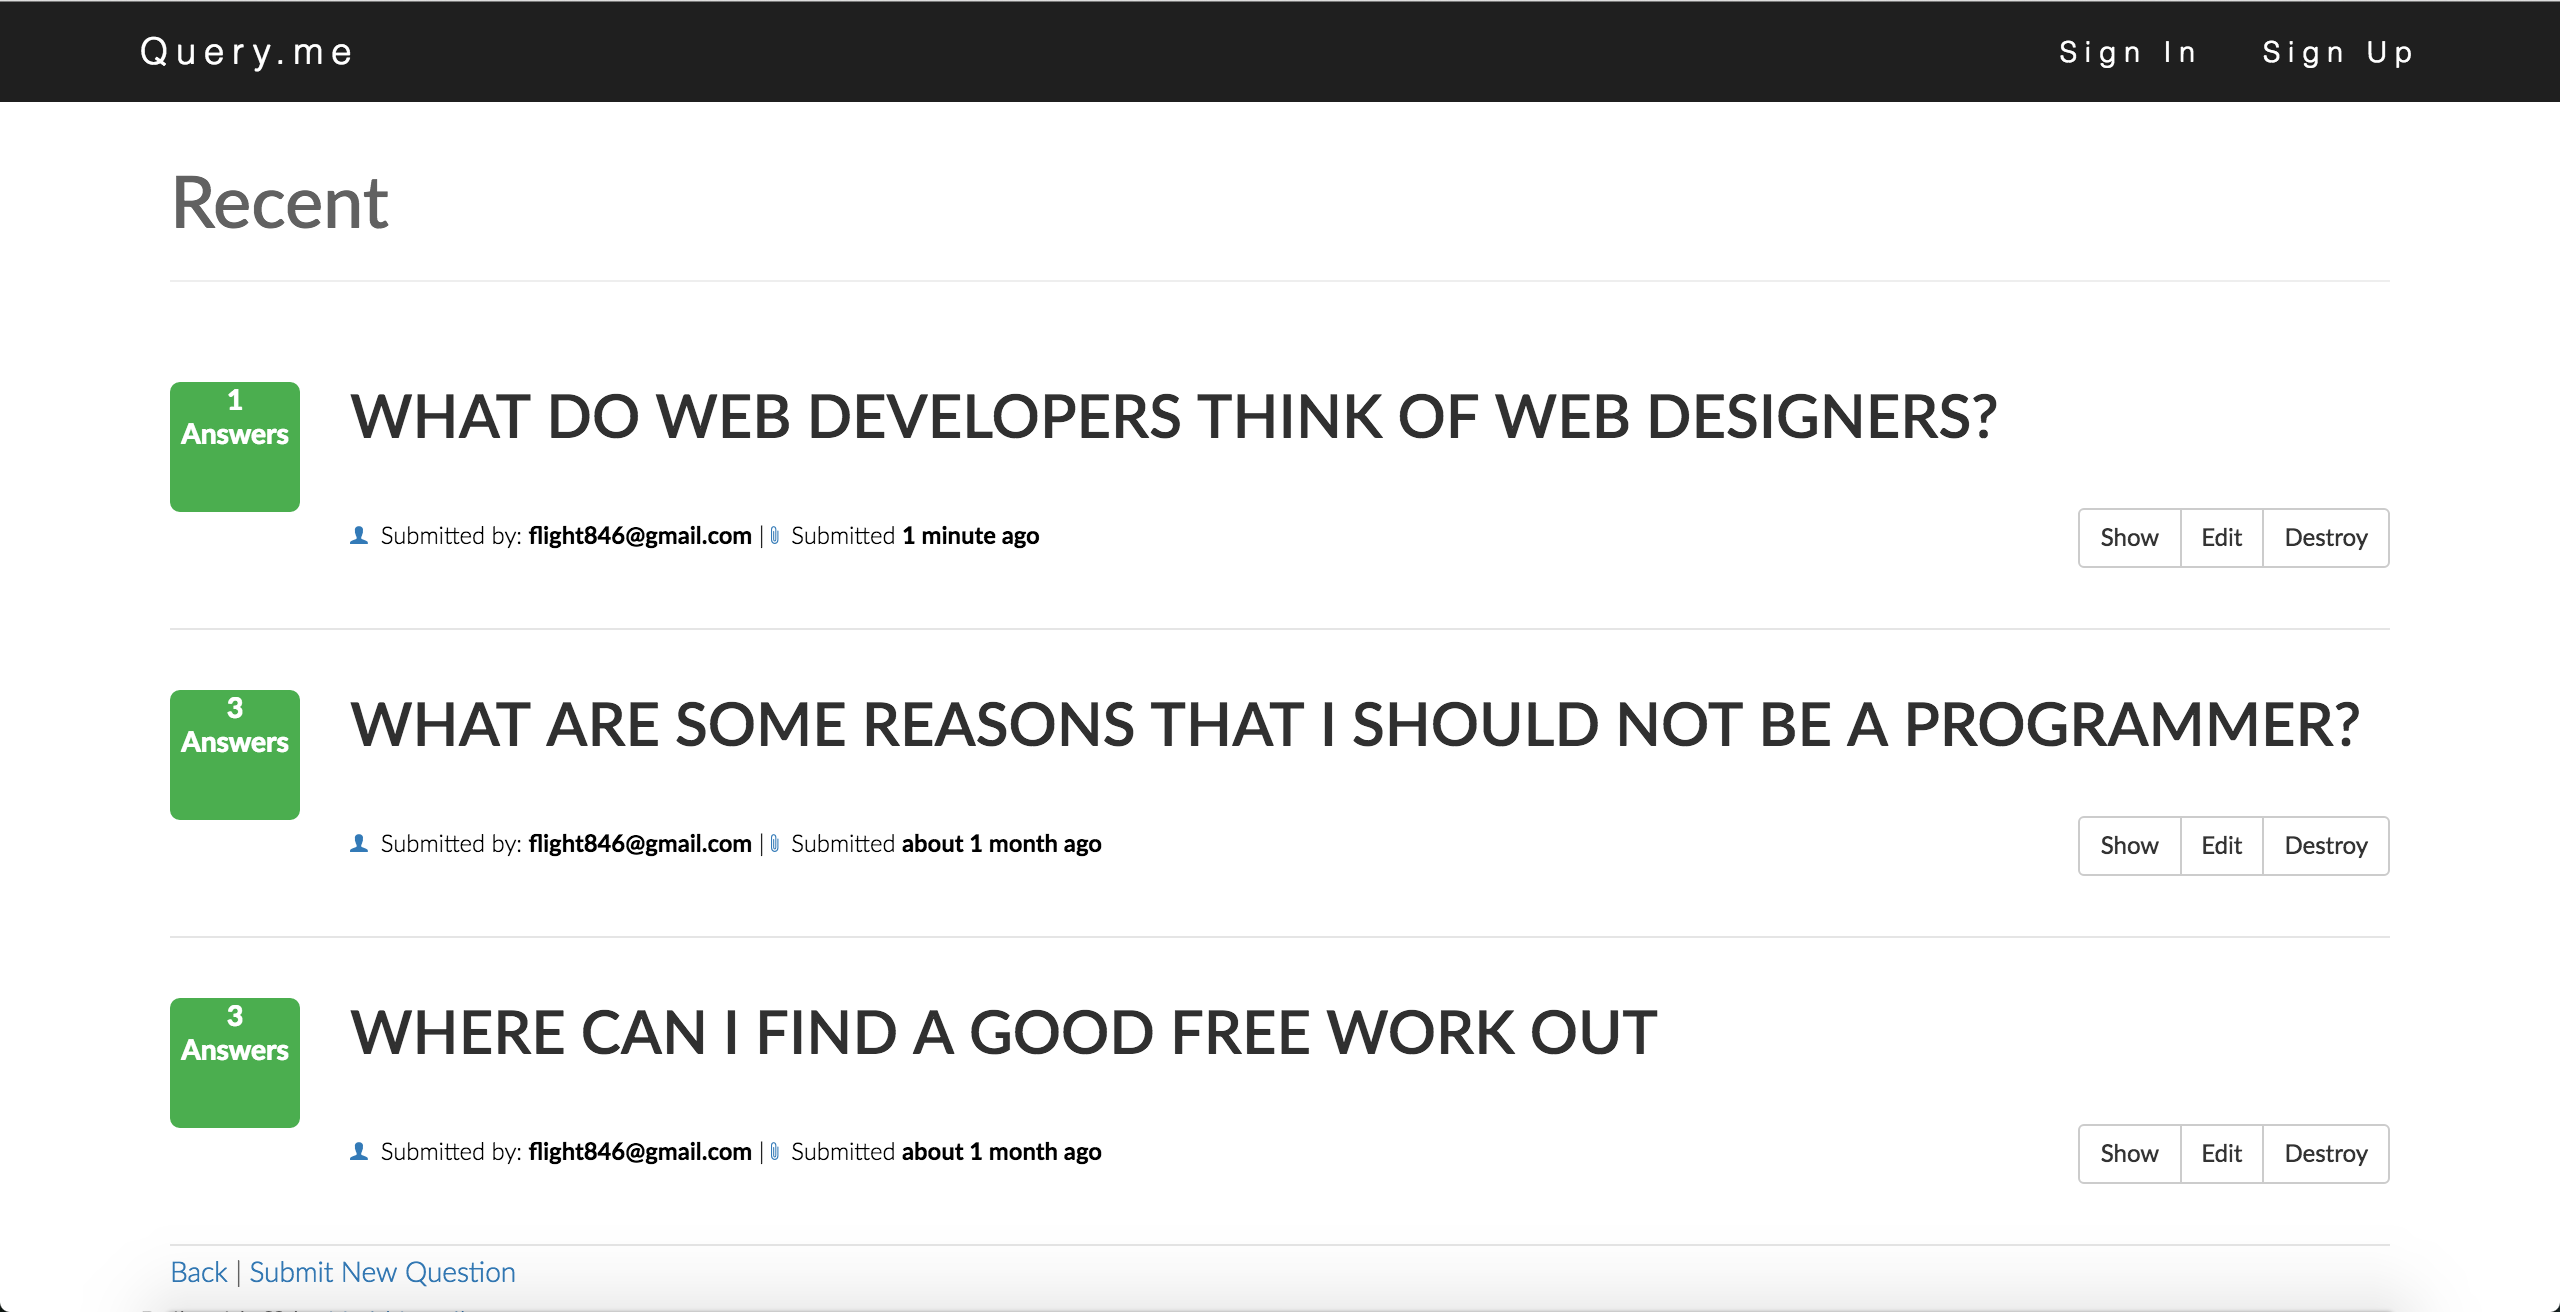 Query.me Sign In Sign Up
Recent
1
Answers
WHAT DO WEB DEVELOPERS THINK OF WEB DESIGNERS?
Submitted by: flight846@gmail.com | Submitted 1 minute ago
Show Edit Destroy
3
Answers
WHAT ARE SOME REASONS THAT I SHOULD NOT BE A PROGRAMMER?
Submitted by: flight846@gmail.com | Submitted about 1 month ago
Show Edit Destroy
3
Answers
WHERE CAN I FIND A GOOD FREE WORK OUT
Submitted by: flight846@gmail.com | Submitted about 1 month ago
Show Edit Destroy
Back | Submit New Question